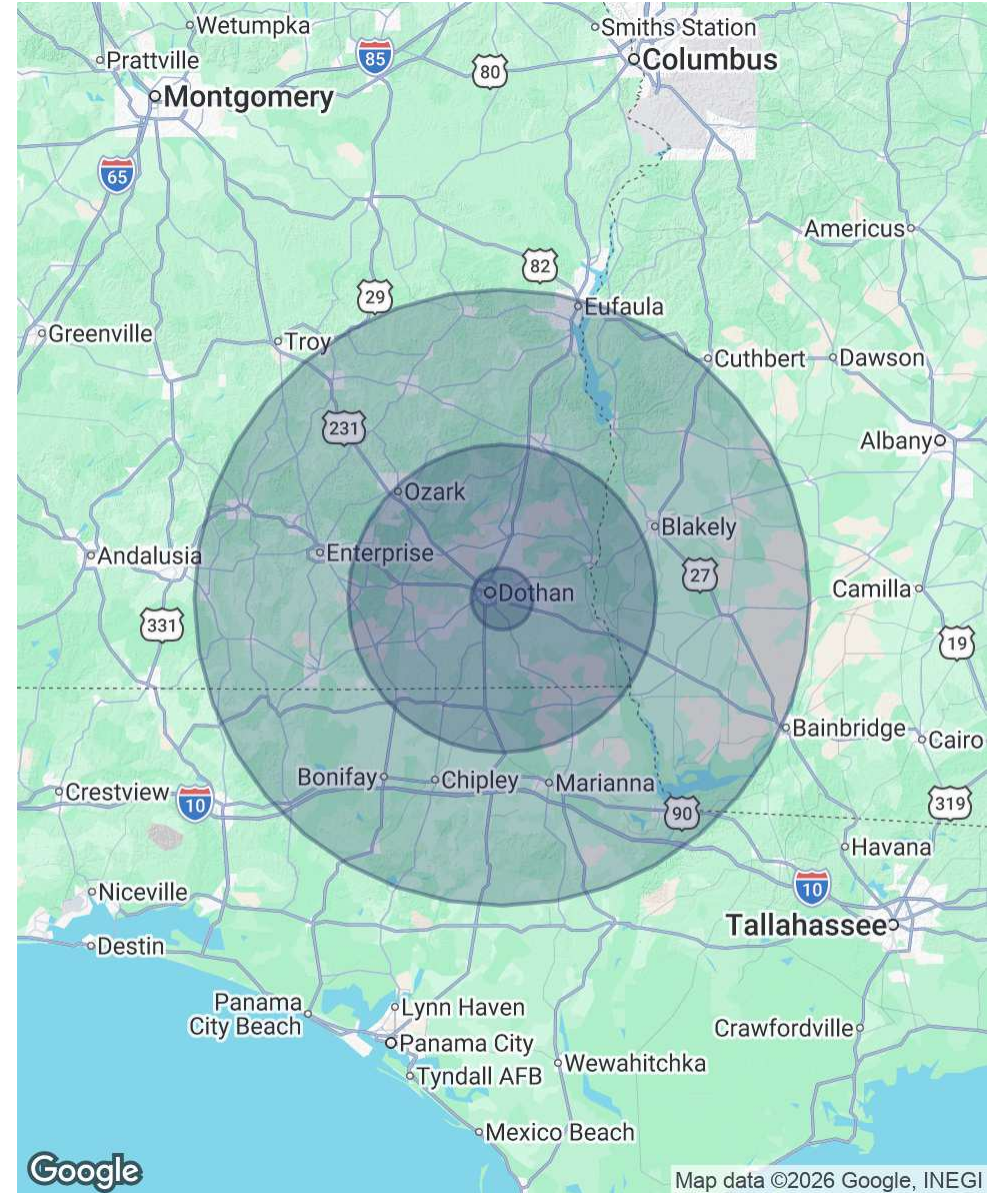 Wetumpka
Smiths Station
Prattville
85
80
Columbus
Montgomery
65
Americus
82
29
Eufaula
Greenville
Troy
Cuthbert
Dawson
231
Albany
Ozark
Blakely
Enterprise
Andalusia
27
Dothan
Camilla
331
19
Bainbridge
Cairo
Bonifay
Chipley
Marianna
Crestview
10
90
319
Havana
10
Niceville
Tallahassee
Destin
Panama
City Beach
Lynn Haven
Crawfordville
Panama City
Wewahitchka
Tyndall AFB
Mexico Beach
Google
Map data ©2026 Google, INEGI